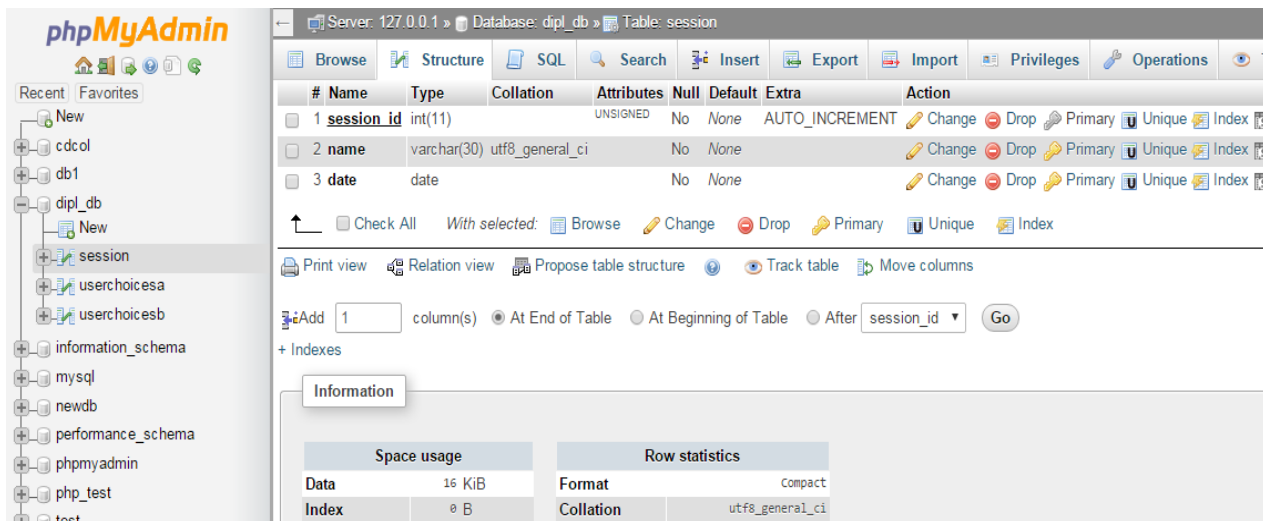 phpMyAdmin
Recent Favorites
New
cdcol
db1
dipl_db
New
session
userchoicesa
userchoicesb
information_schema
mysql
newdb
performance_schema
phpmyadmin
php_test
test
Server: 127.0.0.1 » Database: dipl_db » Table: session
Browse Structure SQL Search Insert Export Import Privileges Operations
# Name Type Collation Attributes Null Default Extra Action
1 session_id int(11) UNSIGNED No None AUTO_INCREMENT Change Drop Primary Unique Index
2 name varchar(30) utf8_general_ci No None Change Drop Primary Unique Index
3 date date No None Change Drop Primary Unique Index
Check All With selected: Browse Change Drop Primary Unique Index
Print view Relation view Propose table structure Track table Move columns
Add 1 column(s) At End of Table At Beginning of Table After session_id Go
+ Indexes
Information
Space usage Row statistics
Data 16 KiB Format Compact
Index 0 B Collation utf8_general_ci